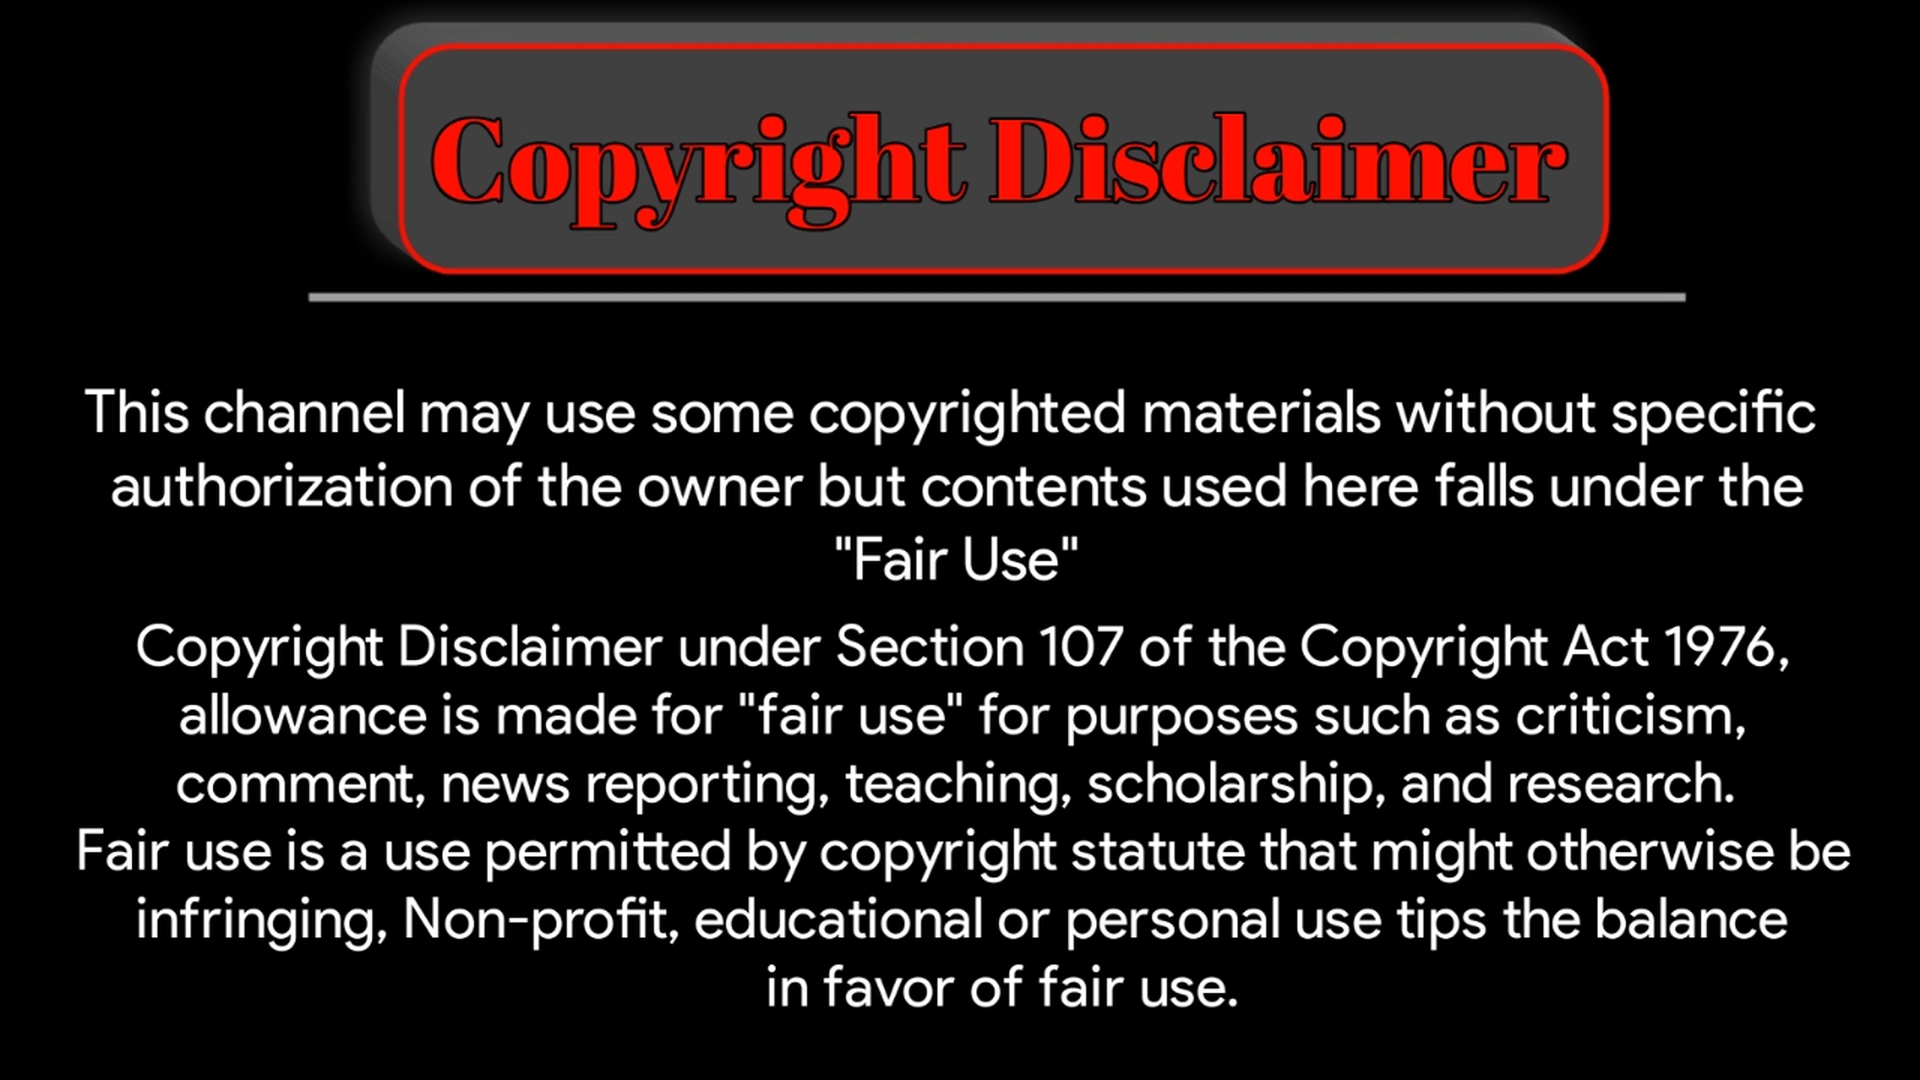 Copyright Disclaimer
This channel may use some copyrighted materials without specific
authorization of the owner but contents used here falls under the
"Fair Use"
Copyright Disclaimer under Section 107 of the Copyright Act 1976,
allowance is made for "fair use" for purposes such as criticism,
comment, news reporting, teaching, scholarship, and research.
Fair use is a use permitted by copyright statute that might otherwise be
infringing, Non-profit, educational or personal use tips the balance
in favor of fair use.